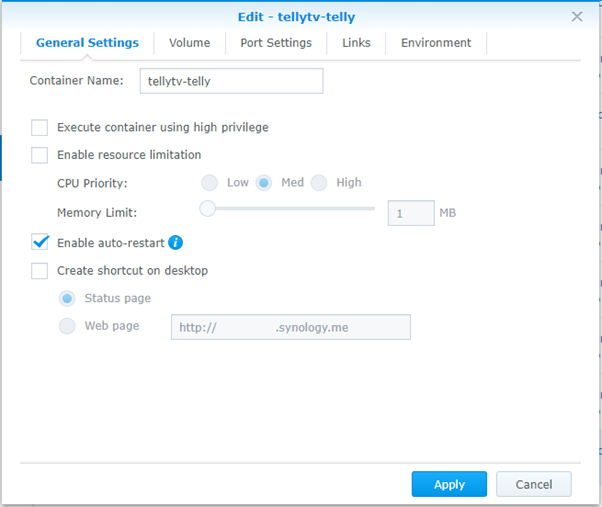 Edit - tellytv-telly
General Settings Volume Port Settings Links Environment
Container Name: tellytv-telly
Execute container using high privilege
Enable resource limitation
CPU Priority: Low Med High
Memory Limit: 1 MB
Enable auto-restart
Create shortcut on desktop
Status page
Web page http:// .synology.me
Apply Cancel